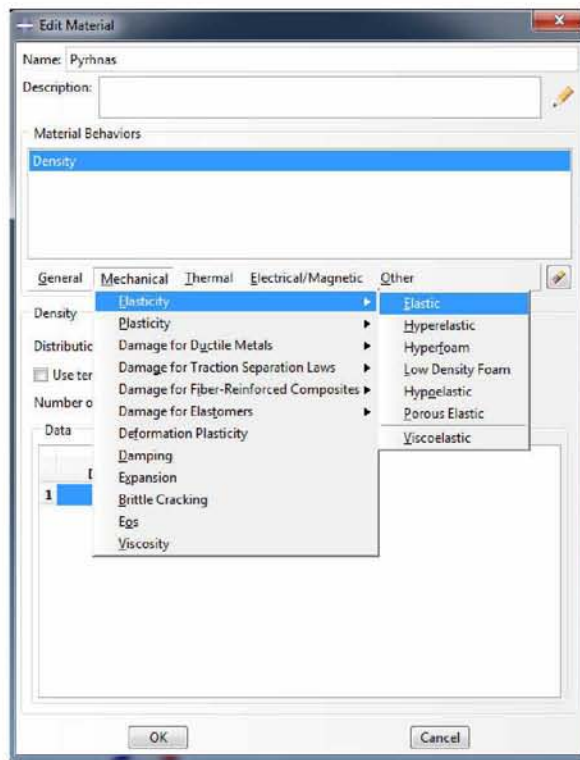 Edit Material
Name: Pyrhnas
Description:
Material Behaviors
Density
General Mechanical Thermal Electrical/Magnetic Other
Elasticity
Plasticity
Damage for Ductile Metals
Damage for Traction Separation Laws
Damage for Fiber-Reinforced Composites
Damage for Elastomers
Deformation Plasticity
Damping
Expansion
Brittle Cracking
Eos
Viscosity
Elastic
Hyperelastic
Hyperfoam
Low Density Foam
Hypoelastic
Porous Elastic
Viscoelastic
Density
Use
Number
Data
1
OK Cancel